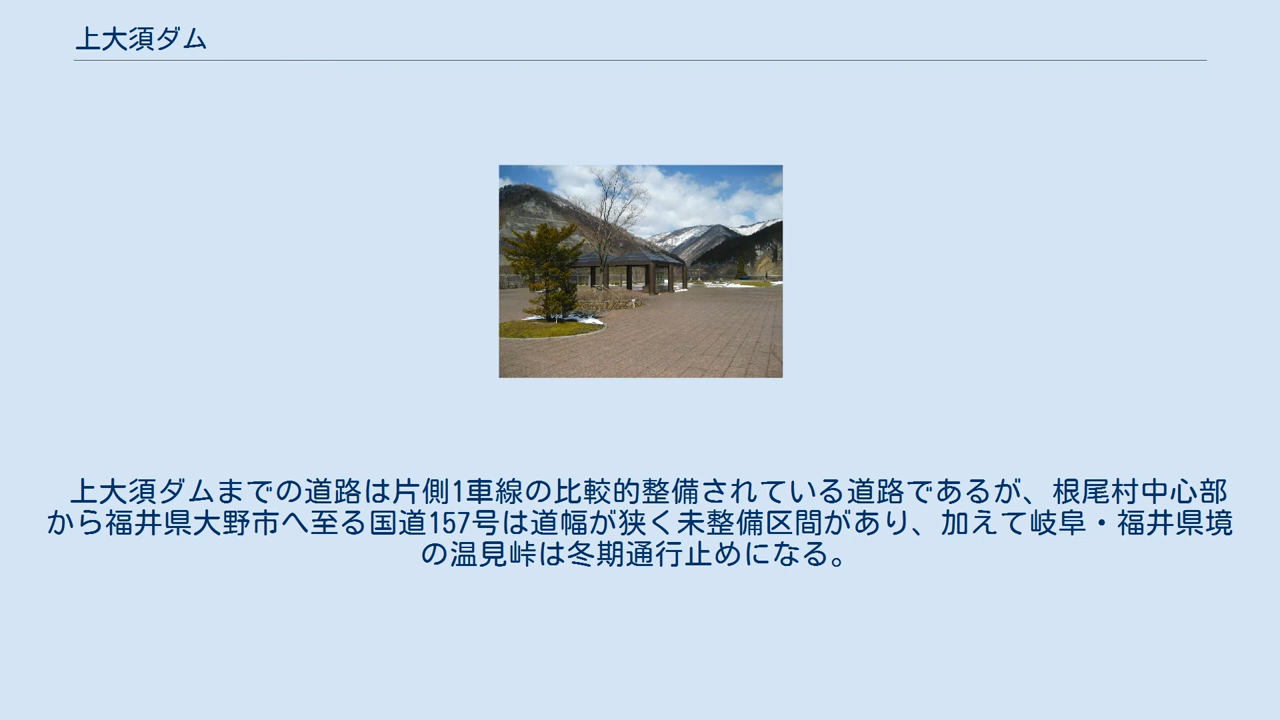 上大須ダム
上大須ダムまでの道路は片側1車線の比較的整備されている道路であるが、根尾村中心部
から福井県大野市へ至る国道157号は道幅が狭く未整備区間があり、加えて岐阜・福井県境
の温見峠は冬期通行止めになる。